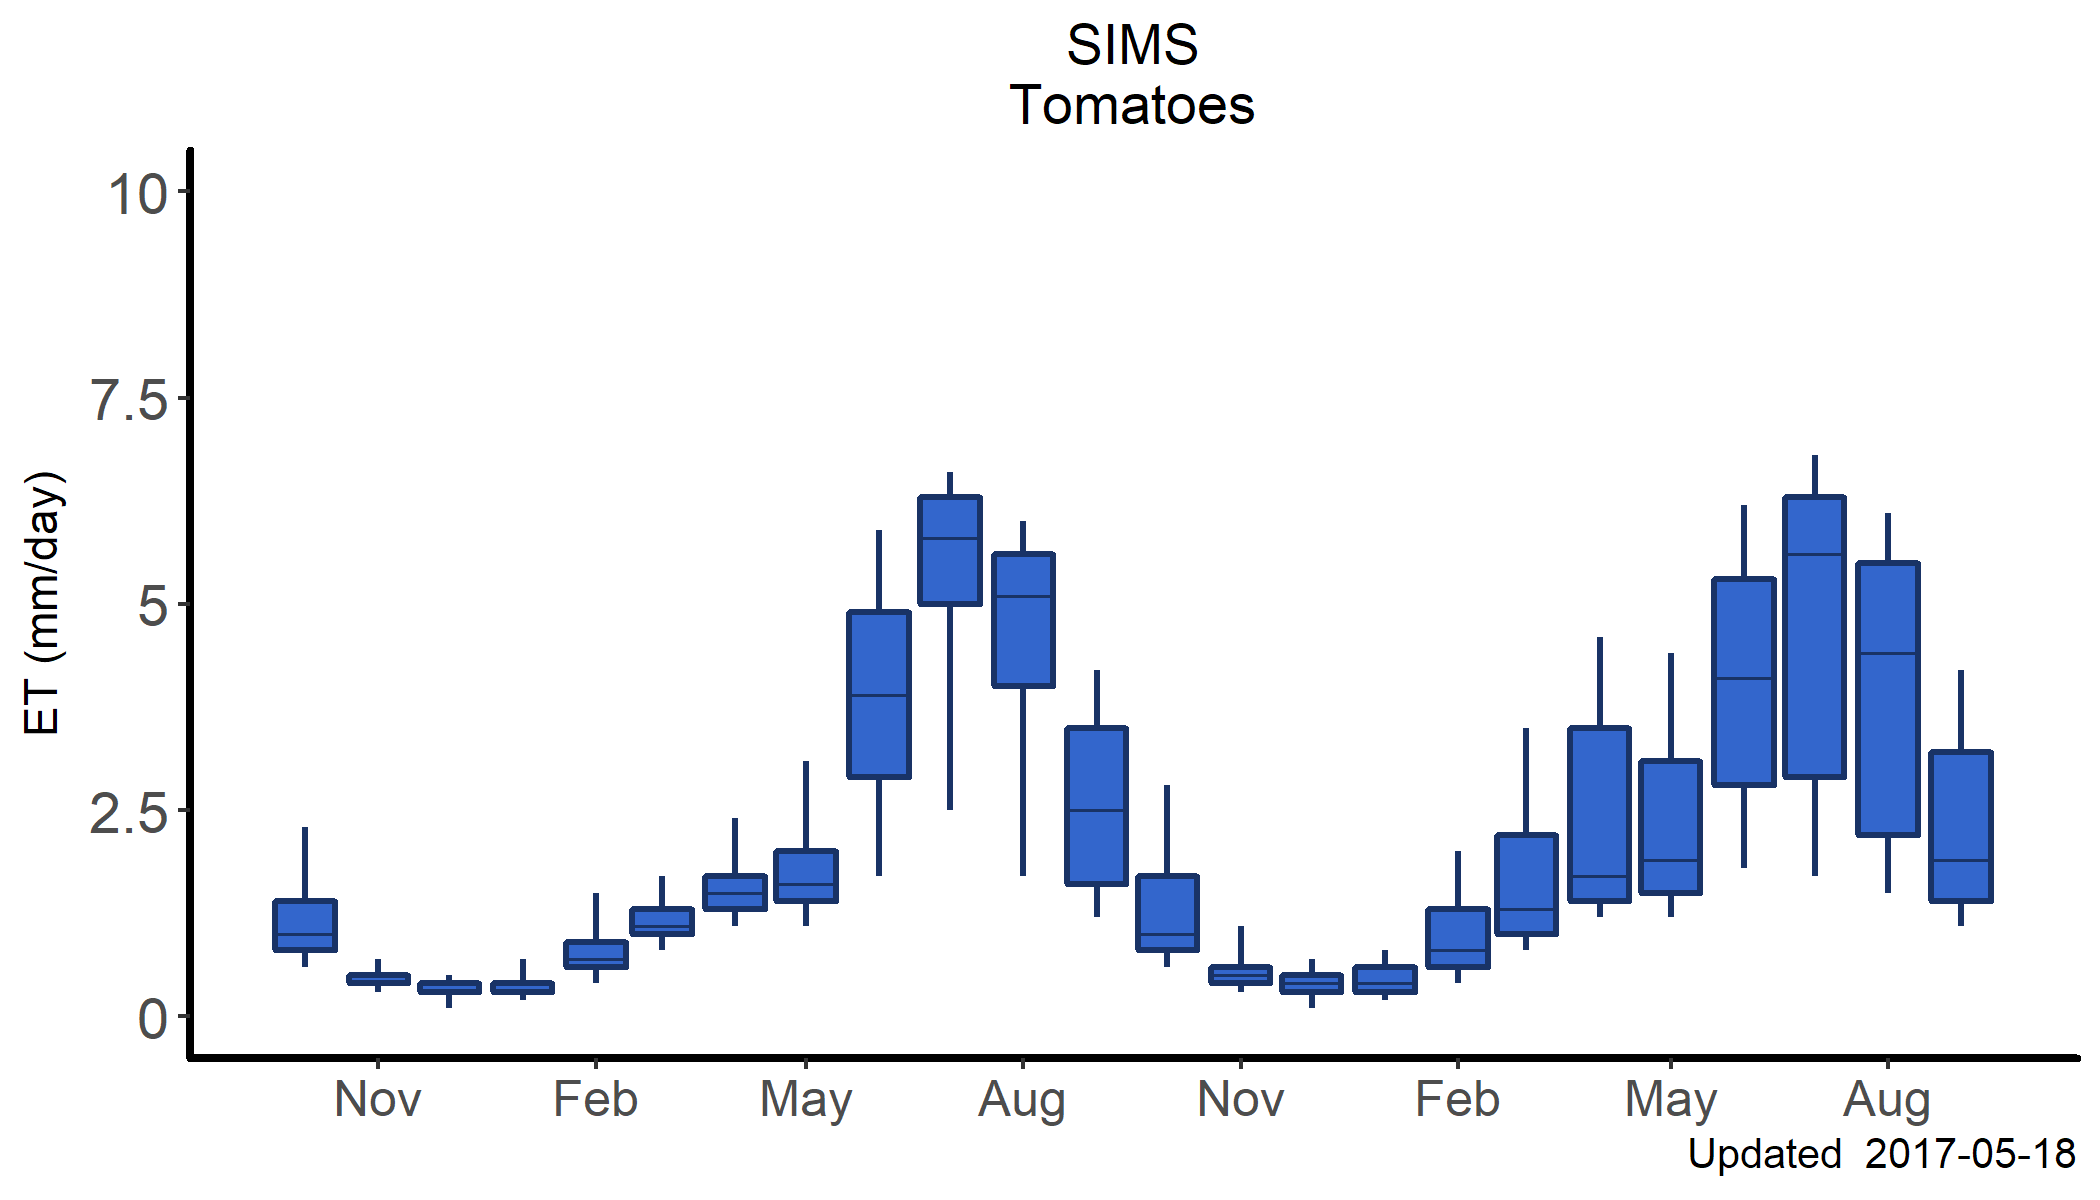 SIMS
Tomatoes
10
7.5
5
2.5
0
ET (mm/day)
Nov Feb May Aug Nov Feb May Aug
Updated  2017-05-18